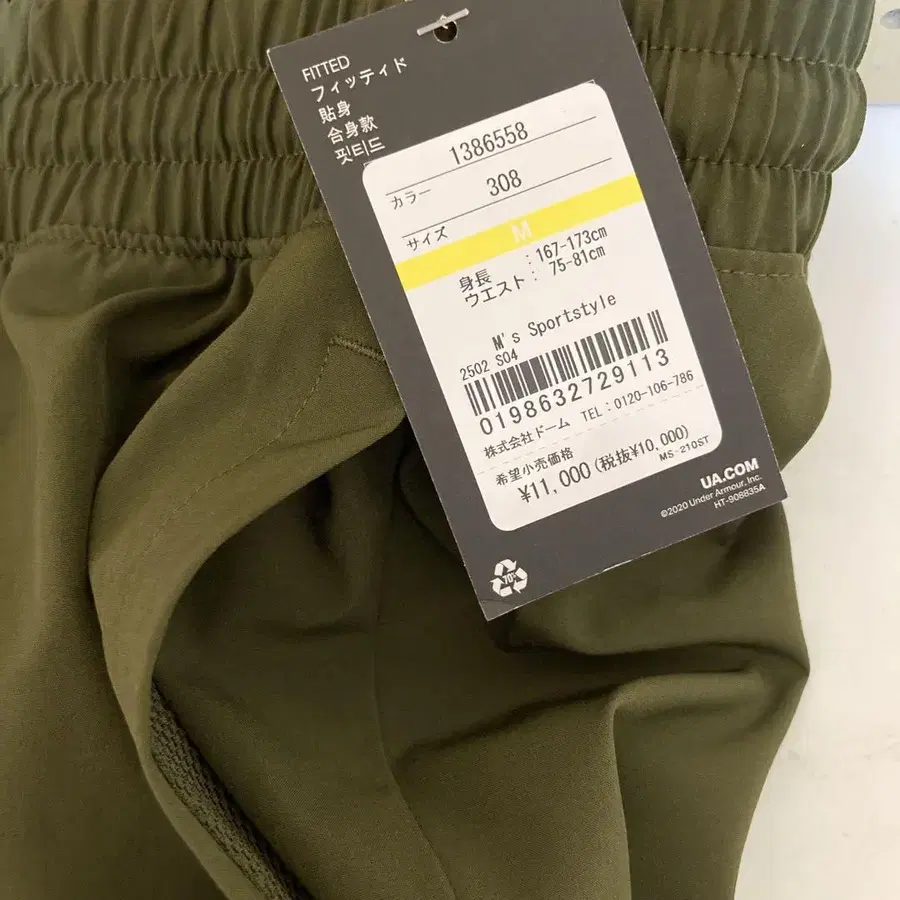 FITTED
フィッティド
貼身
合身款
핏티드
1386558
カラー 308
サイズ M
身長 : 167-173cm
ウエスト : 75-81cm
M's Sportstyle
2502 S04
0198632729113
株式会社ドーム TEL:0120-106-786
希望小売価格
¥11,000(税抜¥10,000)
MS-210ST
UA.COM
©2020 Under Armour, Inc.
HT-908835A
70%